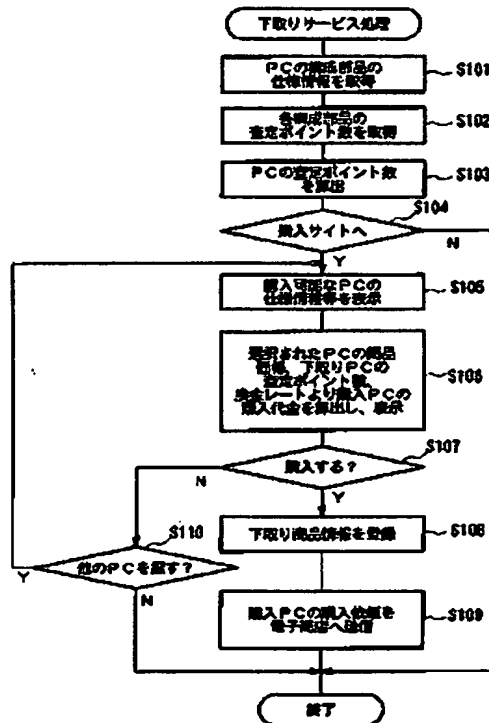 下取りサービス処理
PCの構成部品の
仕様情報を取得
S101
各構成部品の
査定ポイント数を取得
S102
PCの査定ポイント数
を算出
S103
購入サイトへ
S104
N
Y
購入可能なPCの
仕様情報等を表示
S105
選択されたPCの商品
価格、下取りPCの
査定ポイント数、
換金レートより購入PCの
購入代金を算出し、表示
S106
購入する?
S107
N
Y
下取り商品情報を登録
S108
S110
他のPCを探す?
Y
N
購入PCの購入依頼を
電子商店へ送信
S109
終了